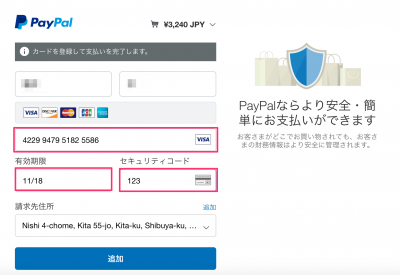 PayPal
¥3,240 JPY
カードを登録して支払いを完了します。
VISA
VISA
4229 9479 5182 5586
VISA
有効期限
セキュリティコード
11/18
123
請求先住所
追加
Nishi 4-chome, Kita 55-jo, Kita-ku, Shibuya-ku, ...
追加
PayPalならより安全・簡
単にお支払いができます
お客さまがどこでお買い物されても、お客さ
まの財務情報はより安全に管理されます。